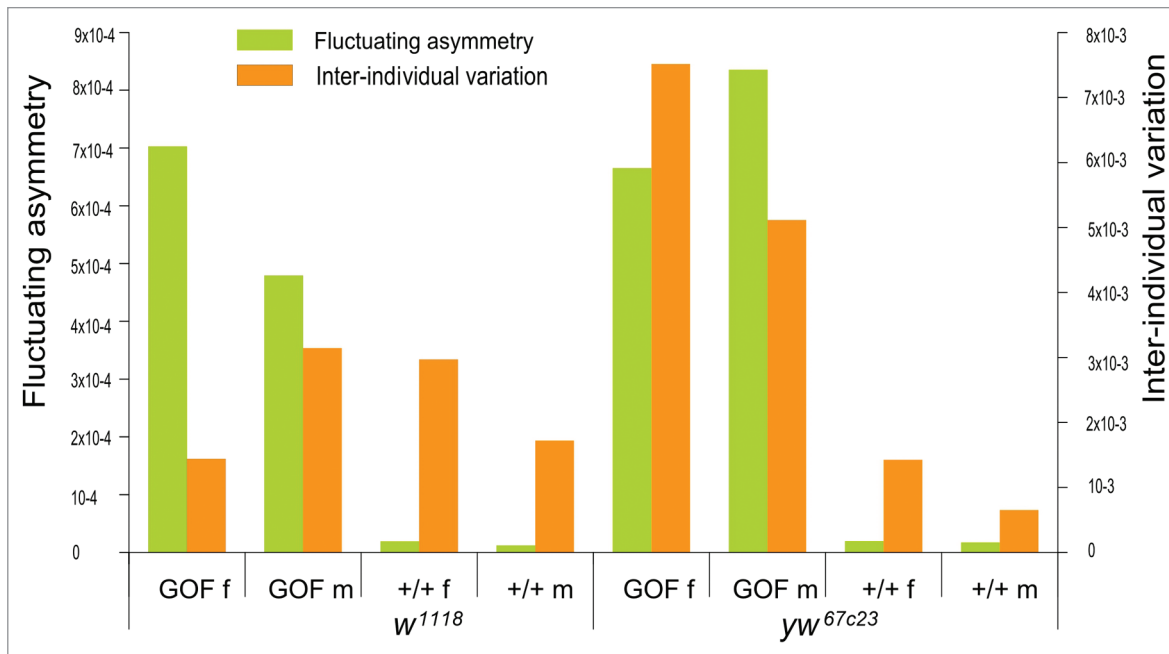 Fluctuating asymmetry
Inter-individual variation
Fluctuating asymmetry
9x10-4
8x10-4
7x10-4
6x10-4
5x10-4
4x10-4
3x10-4
2x10-4
10-4
0
Inter-individual variation
8x10-3
7x10-3
6x10-3
5x10-3
4x10-3
3x10-3
2x10-3
10-3
0
GOF f GOF m +/+ f +/+ m GOF f GOF m +/+ f +/+ m
w1118 yw67c23